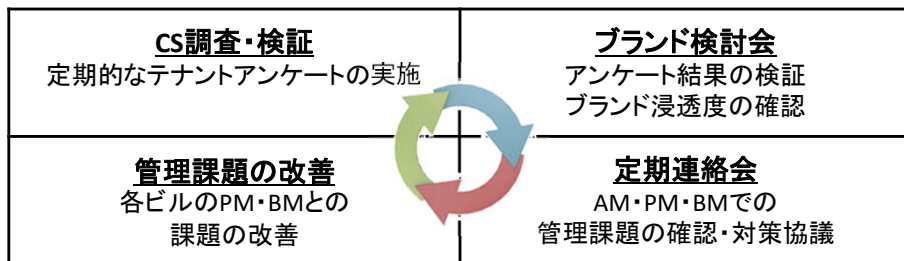 CS調査・検証
定期的なテナントアンケートの実施
ブランド検討会
アンケート結果の検証
ブランド浸透度の確認
管理課題の改善
各ビルのPM・BMとの
課題の改善
定期連絡会
AM・PM・BMでの
管理課題の確認・対策協議